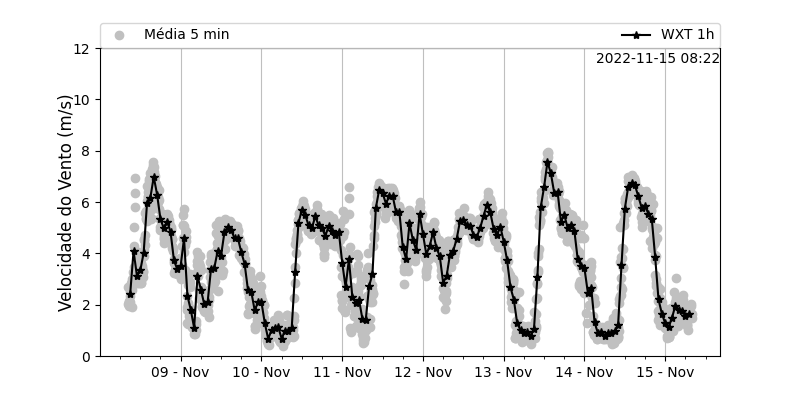 Média 5 min
WXT 1h
2022-11-15 08:22
Velocidade do Vento (m/s)
12
10
8
6
4
2
0
09 - Nov
10 - Nov
11 - Nov
12 - Nov
13 - Nov
14 - Nov
15 - Nov